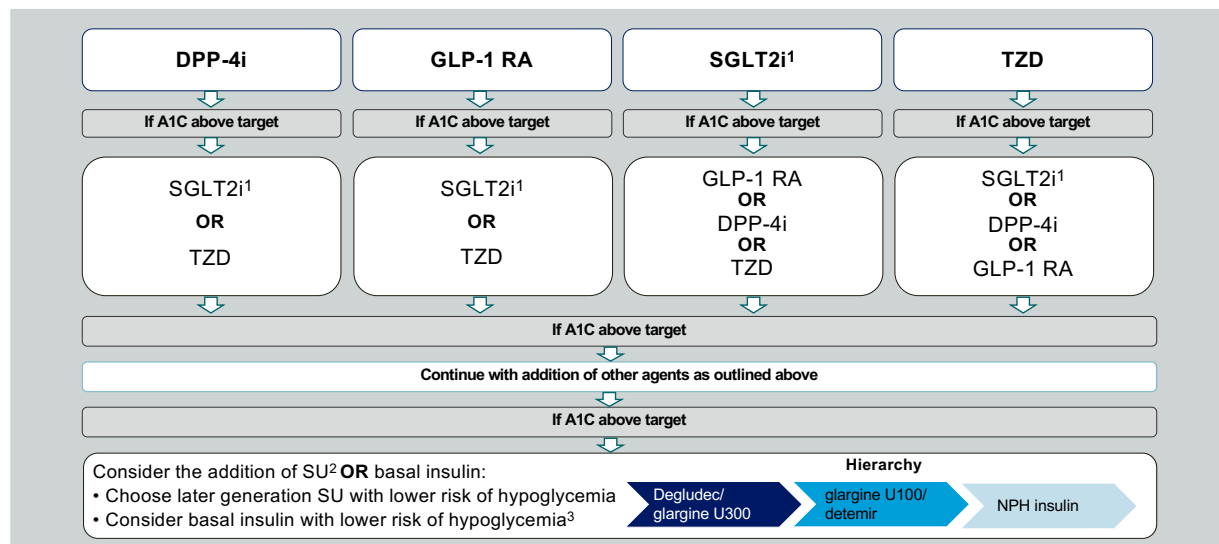 DPP-4i
GLP-1 RA
SGLT2i¹
TZD
If A1C above target
If A1C above target
If A1C above target
If A1C above target
SGLT2i¹
OR
TZD
SGLT2i¹
OR
TZD
GLP-1 RA
OR
DPP-4i
OR
TZD
SGLT2i¹
OR
DPP-4i
OR
GLP-1 RA
If A1C above target
Continue with addition of other agents as outlined above
If A1C above target
Consider the addition of SU² OR basal insulin:
• Choose later generation SU with lower risk of hypoglycemia
• Consider basal insulin with lower risk of hypoglycemia³
Hierarchy
Degludec/
glargine U300
glargine U100/
detemir
NPH insulin